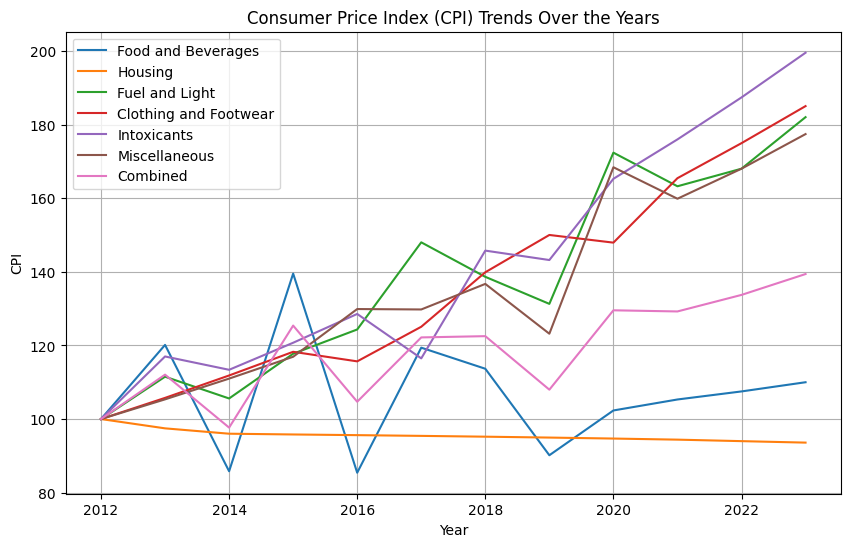 Consumer Price Index (CPI) Trends Over the Years
Food and Beverages
Housing
Fuel and Light
Clothing and Footwear
Intoxicants
Miscellaneous
Combined
CPI
200
180
160
140
120
100
80
2012
2014
2016
2018
2020
2022
Year